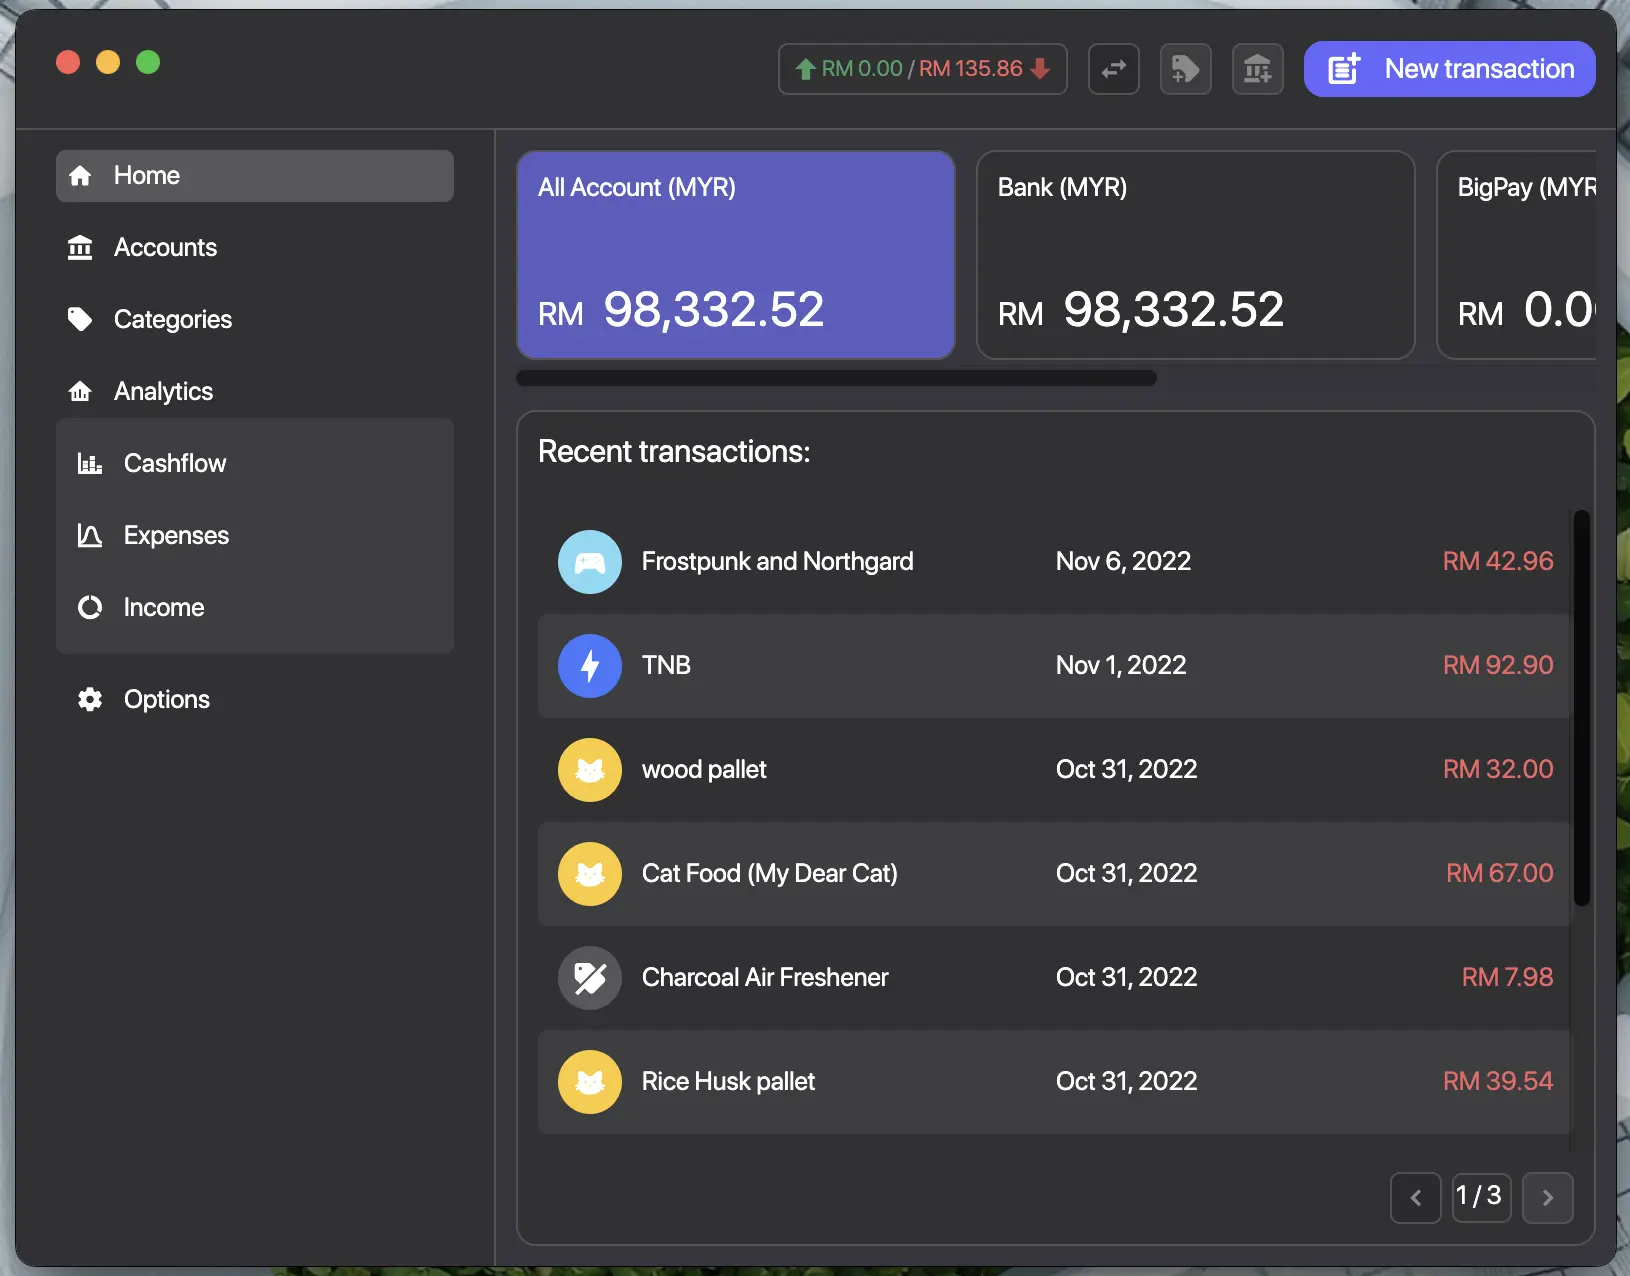 RM 0.00 / RM 135.86
New transaction
Home
Accounts
Categories
Analytics
Cashflow
Expenses
Income
Options
All Account (MYR)
RM 98,332.52
Bank (MYR)
RM 98,332.52
BigPay (MYR
RM 0.0
Recent transactions:
Frostpunk and Northgard Nov 6, 2022 RM 42.96
TNB Nov 1, 2022 RM 92.90
wood pallet Oct 31, 2022 RM 32.00
Cat Food (My Dear Cat) Oct 31, 2022 RM 67.00
Charcoal Air Freshener Oct 31, 2022 RM 7.98
Rice Husk pallet Oct 31, 2022 RM 39.54
1 / 3